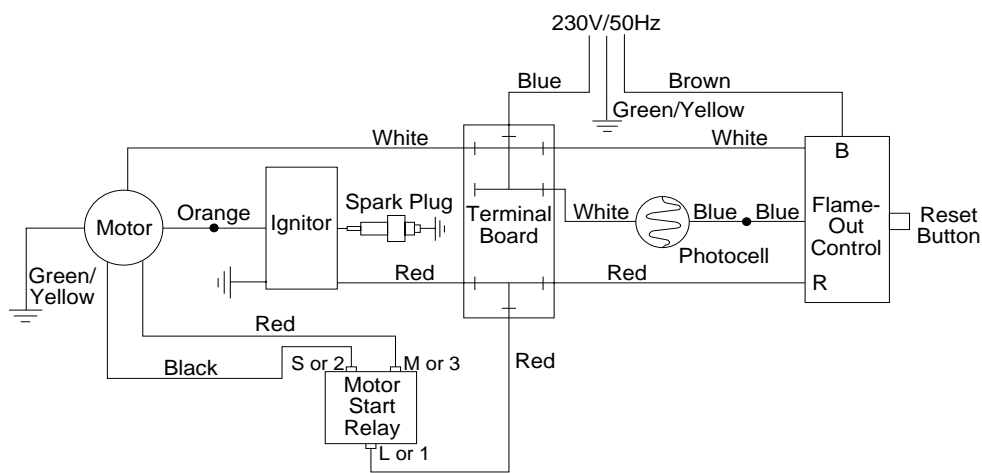 230V/50Hz
Blue
Brown
Green/Yellow
White
White
B
Orange
Ignitor
Spark Plug
Motor
Terminal
Board
White
Blue
Blue
Photocell
Flame-
Out
Control
Reset
Button
Green/
Yellow
Red
Red
R
Red
Black
S or 2
M or 3
Red
Motor
Start
Relay
L or 1